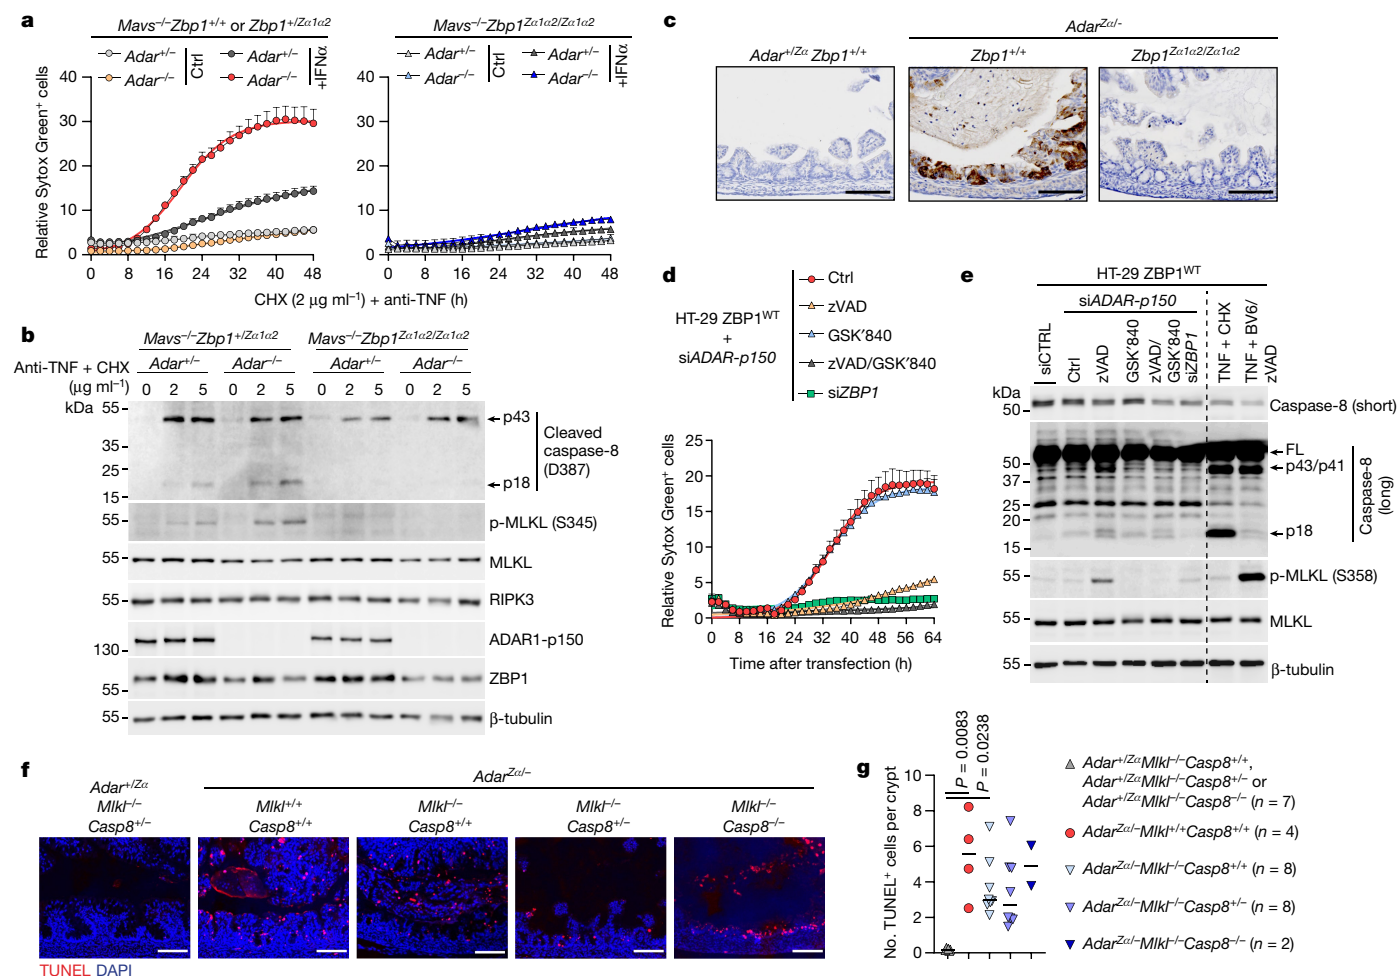 a
Mavs–/–Zbp1+/+ or Zbp1+/Zα1α2
Mavs–/–Zbp1Zα1α2/Zα1α2
Adar+/–
Adar–/–
Ctrl
Adar+/–
Adar–/–
+IFNα
Adar+/–
Adar–/–
Ctrl
Adar+/–
Adar–/–
+IFNα
Relative Sytox Green+ cells
40
30
20
10
0
0 8 16 24 32 40 48
40
30
20
10
0
0 8 16 24 32 40 48
CHX (2 μg ml–1) + anti-TNF (h)
b
Mavs–/–Zbp1+/Zα1α2
Mavs–/–Zbp1Zα1α2/Zα1α2
Anti-TNF + CHX
(μg ml–1)
Adar+/–
Adar–/–
Adar+/–
Adar–/–
0 2 5 0 2 5 0 2 5 0 2 5
kDa
55
35
25
15
p43
p18
Cleaved
caspase-8
(D387)
55
p-MLKL (S345)
55
MLKL
55
RIPK3
130
ADAR1-p150
55
ZBP1
55
β-tubulin
c
AdarZα/-
Adar+/Zα Zbp1+/+
Zbp1+/+
Zbp1Zα1α2/Zα1α2
d
HT-29 ZBP1WT
+
siADAR-p150
Ctrl
zVAD
GSK′840
zVAD/GSK′840
siZBP1
Relative Sytox Green+ cells
25
20
15
10
5
0
0 8 16 24 32 40 48 56 64
Time after transfection (h)
e
HT-29 ZBP1WT
siADAR-p150
siCTRL
Ctrl
zVAD
GSK′840
zVAD/
GSK′840
siZBP1
TNF + CHX
TNF + BV6/
zVAD
kDa
50
Caspase-8 (short)
50
37
25
20
15
FL
p43/p41
p18
Caspase-8
(long)
55
p-MLKL (S358)
55
MLKL
55
β-tubulin
f
Adar+/Zα
Mlkl–/–
Casp8+/–
AdarZα/–
Mlkl+/+
Casp8+/+
Mlkl–/–
Casp8+/+
Mlkl–/–
Casp8+/–
Mlkl–/–
Casp8–/–
TUNEL DAPI
g
No. TUNEL+ cells per crypt
10
8
6
4
2
0
P = 0.0083
P = 0.0238
Adar+/ZαMlkl–/–Casp8+/+,
Adar+/ZαMlkl–/–Casp8+/– or
Adar+/ZαMlkl–/–Casp8–/– (n = 7)
AdarZα/–Mlkl+/+Casp8+/+ (n = 4)
AdarZα/–Mlkl–/–Casp8+/+ (n = 8)
AdarZα/–Mlkl–/–Casp8+/– (n = 8)
AdarZα/–Mlkl–/–Casp8–/– (n = 2)